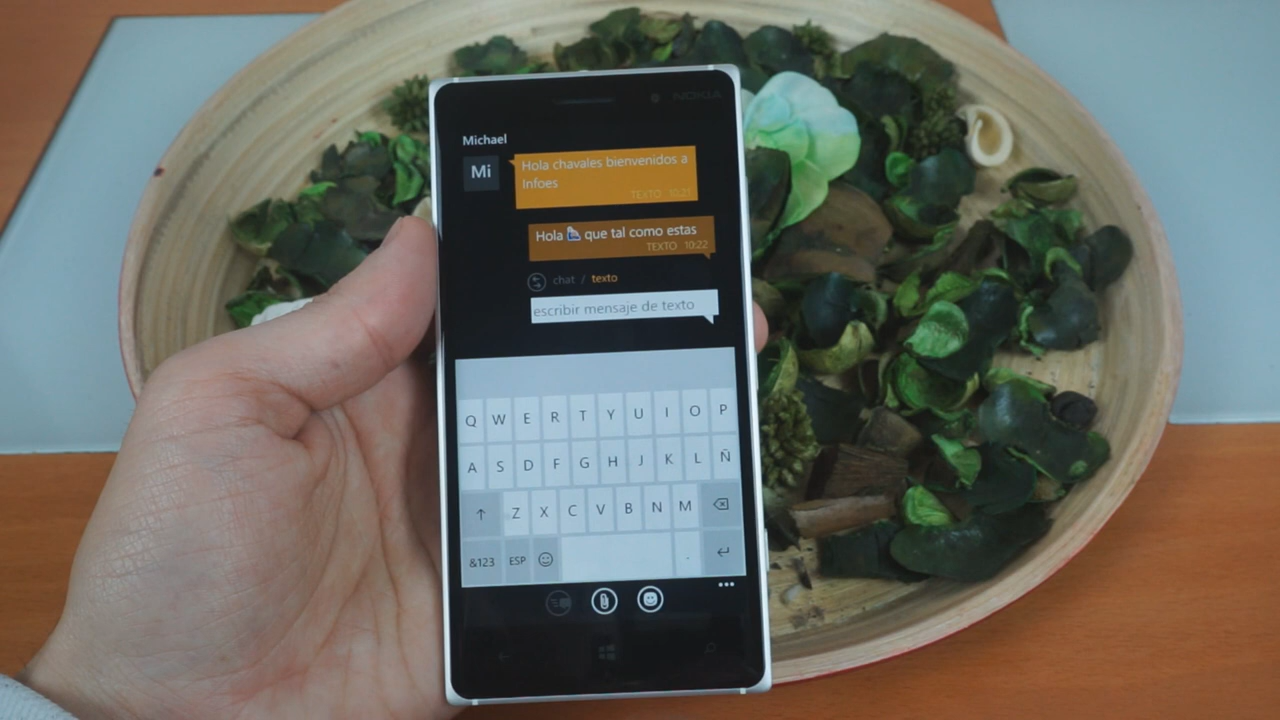 NOKIA
Michael
Mi
Hola chavales bienvenidos a
Infoes
TEXTO 10:21
Hola que tal como estas
TEXTO 10:22
chat / texto
escribir mensaje de texto
Q W E R T Y U I O P
A S D F G H J K L Ñ
Z X C V B N M
&123 ESP .